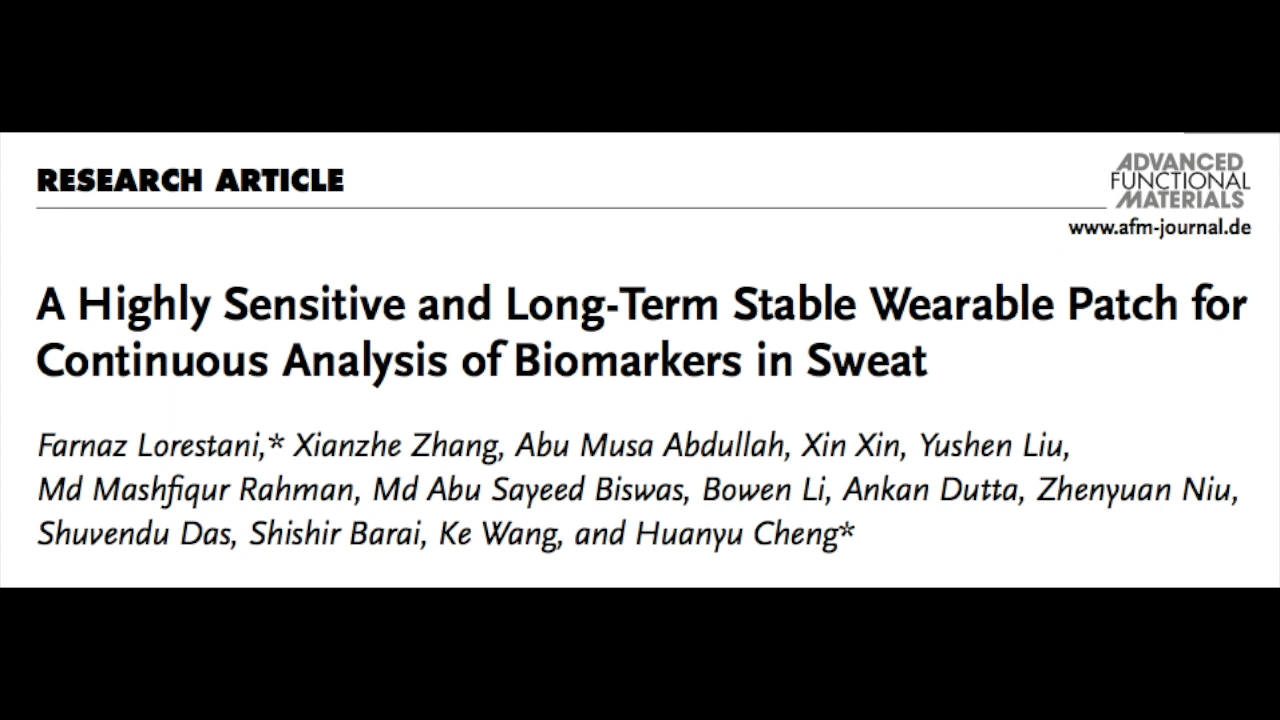 RESEARCH ARTICLE
ADVANCED
FUNCTIONAL
MATERIALS
www.afm-journal.de
A Highly Sensitive and Long-Term Stable Wearable Patch for
Continuous Analysis of Biomarkers in Sweat
Farnaz Lorestani,* Xianzhe Zhang, Abu Musa Abdullah, Xin Xin, Yushen Liu,
Md Mashfiqur Rahman, Md Abu Sayeed Biswas, Bowen Li, Ankan Dutta, Zhenyuan Niu,
Shuvendu Das, Shishir Barai, Ke Wang, and Huanyu Cheng*